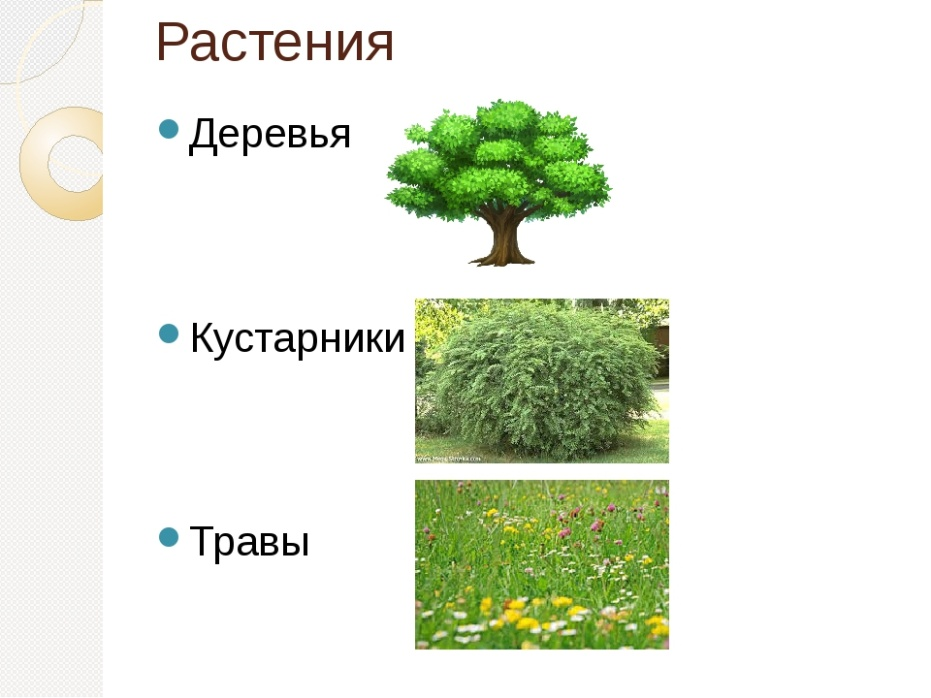 Растения
Деревья
Кустарники
Травы